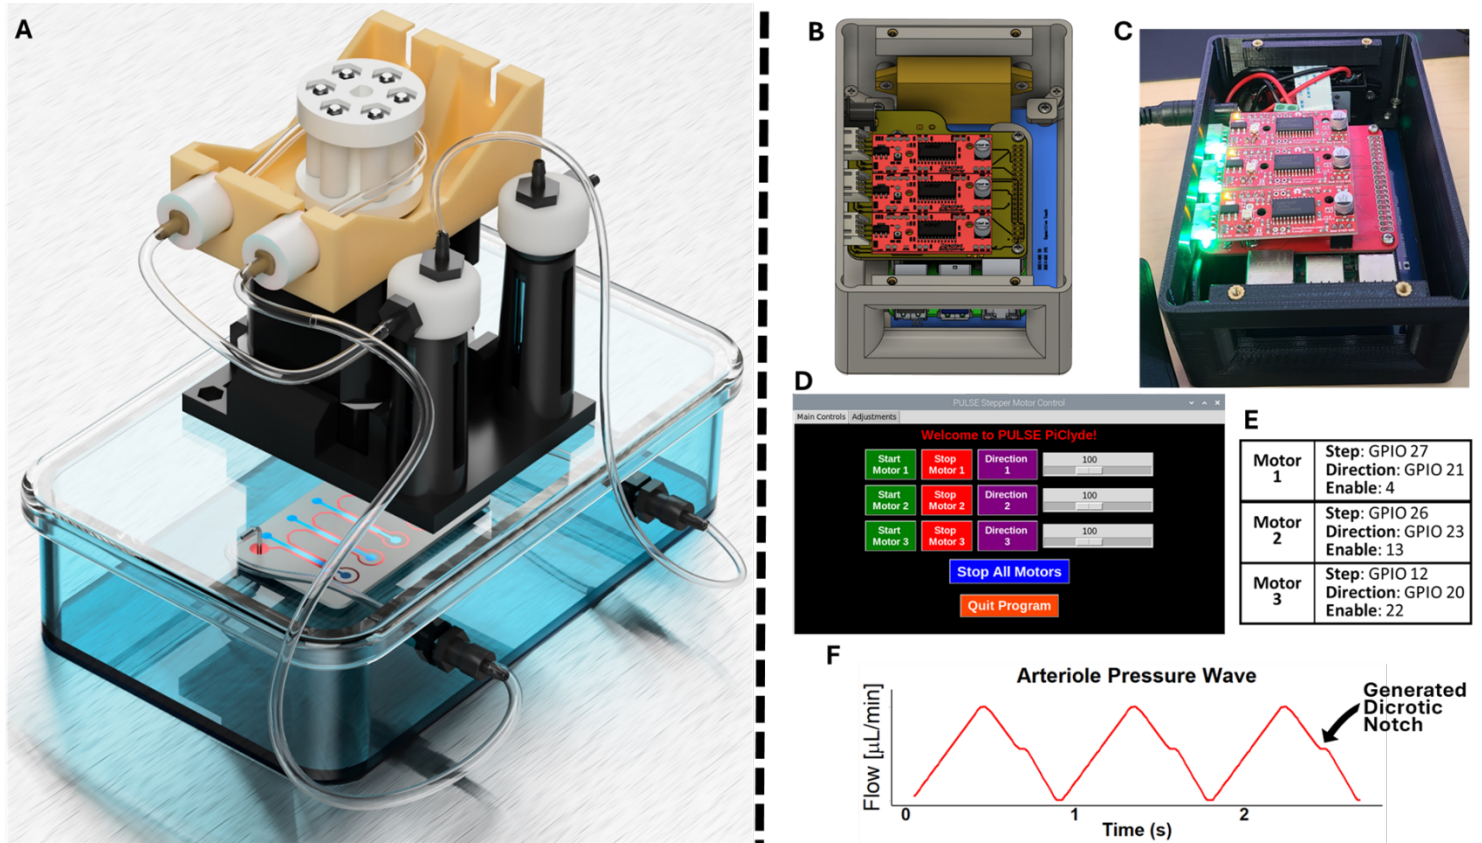 A
B
C
D
PULSE Stepper Motor Control
Main Controls Adjustments
Welcome to PULSE PiClyde!
Start
Motor 1
Stop
Motor 1
Direction
1
100
Start
Motor 2
Stop
Motor 2
Direction
2
100
Start
Motor 3
Stop
Motor 3
Direction
3
100
Stop All Motors
Quit Program
E
Motor
1
Step: GPIO 27
Direction: GPIO 21
Enable: 4
Motor
2
Step: GPIO 26
Direction: GPIO 23
Enable: 13
Motor
3
Step: GPIO 12
Direction: GPIO 20
Enable: 22
F
Arteriole Pressure Wave
Generated
Dicrotic
Notch
Flow [µL/min]
0 1 2
Time (s)